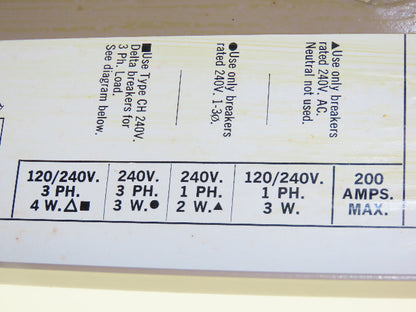 ■Use Type CH 240V.
Delta breakers for
3 Ph. Load.
See diagram below.
●Use only breakers
rated 240V. 1-3ø.
▲Use only breakers
rated 240V. AC.
Neutral not used.
120/240V.
3 PH.
4 W.△■
240V.
3 PH.
3 W.●
240V.
1 PH.
2 W.▲
120/240V.
1 PH.
3 W.
200
AMPS.
MAX.